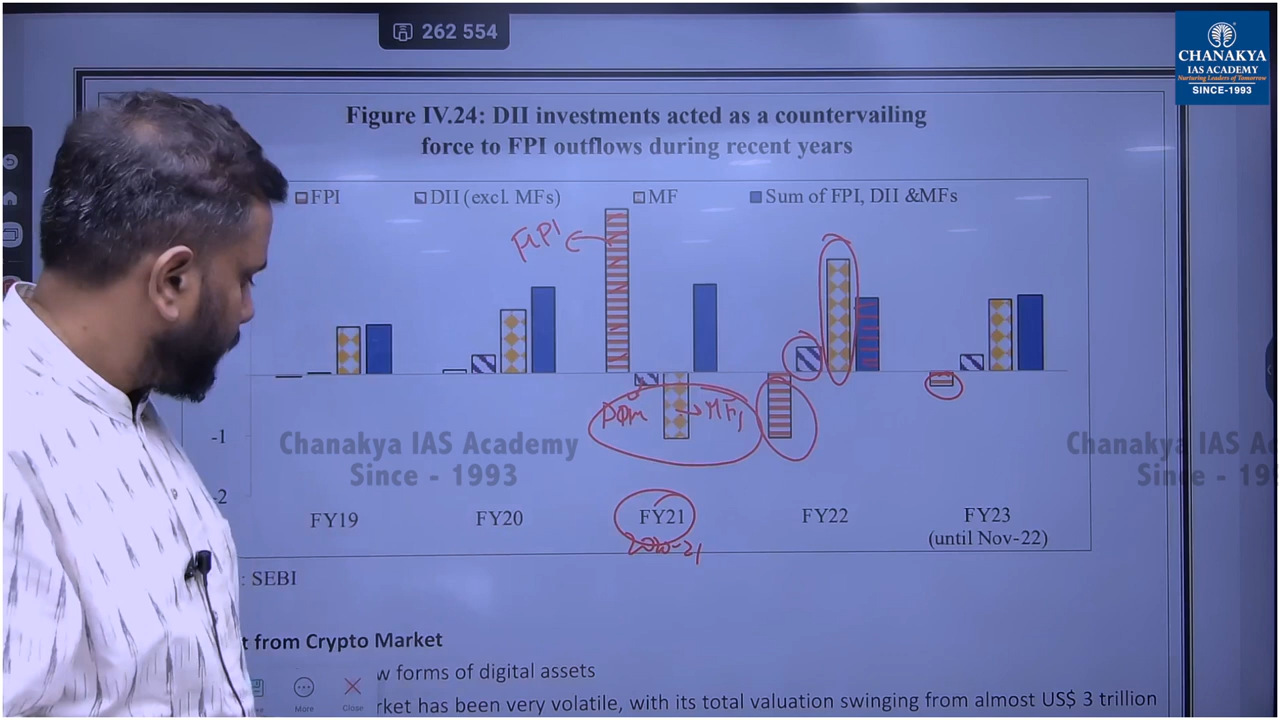 262 554
CHANAKYA
IAS ACADEMY
Nurturing Leaders of Tomorrow
SINCE-1993
Figure IV.24: DII investments acted as a countervailing
force to FPI outflows during recent years
FPI DII (excl. MFs) MF Sum of FPI, DII &MFs
FPI
MFs
-1
-2
Chanakya IAS Academy
Since - 1993
Chanakya IAS Aca
Since - 19
FY19 FY20 FY21 FY22 FY23
(until Nov-22)
2020-21
: SEBI
t from Crypto Market
w forms of digital assets
rket has been very volatile, with its total valuation swinging from almost US$ 3 trillion
More Close